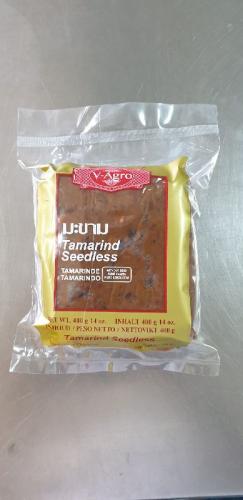 V-Agro
มะขาม
Tamarind
Seedless
TAMARINDE
TAMARINDO
NET WT. 400 g 14 oz. INHALT 400 g 14 oz.
INHOUD / PESO NETTO / NETTOVIKT 400 g
Tamarind Seedless